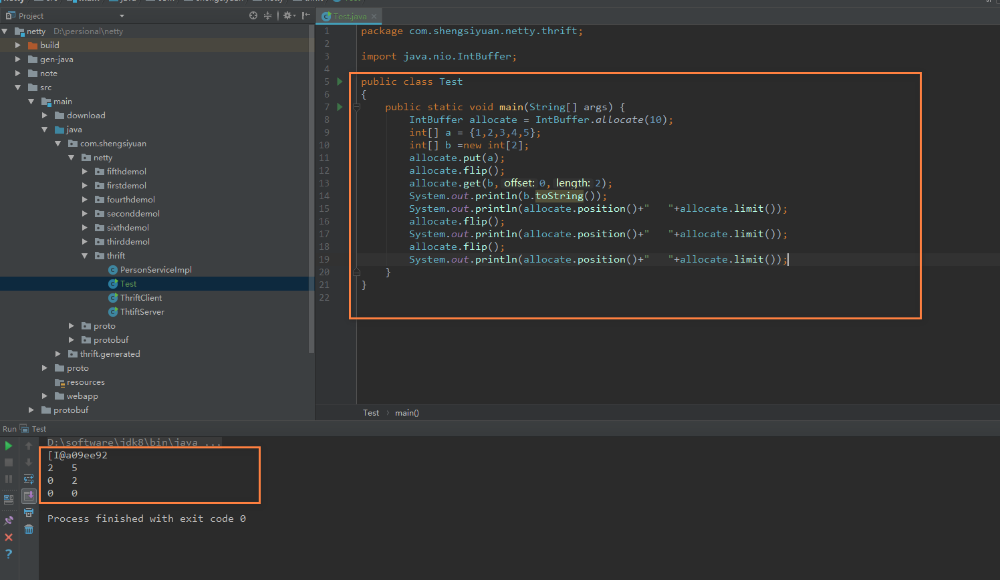 Project
netty D:\persional\netty
build
gen-java
note
src
main
download
java
com.shengsiyuan
netty
fifthdemol
firstdemol
fourthdemol
seconddemol
sixthdemol
thirddemol
thrift
PersonServiceImpl
Test
ThriftClient
ThtiftServer
proto
protobuf
thrift.generated
proto
resources
webapp
protobuf
Test.java
1 package com.shengsiyuan.netty.thrift;
2
3 import java.nio.IntBuffer;
4
5 public class Test
6 {
7 public static void main(String[] args) {
8 IntBuffer allocate = IntBuffer.allocate(10);
9 int[] a = {1,2,3,4,5};
10 int[] b =new int[2];
11 allocate.put(a);
12 allocate.flip();
13 allocate.get(b, offset: 0, length: 2);
14 System.out.println(b.toString());
15 System.out.println(allocate.position()+"   "+allocate.limit());
16 allocate.flip();
17 System.out.println(allocate.position()+"   "+allocate.limit());
18 allocate.flip();
19 System.out.println(allocate.position()+"   "+allocate.limit());
20 }
21 }
22
Test › main()
Run Test
D:\software\jdk8\bin\java ...
[I@a09ee92
2   5
0   2
0   0
Process finished with exit code 0